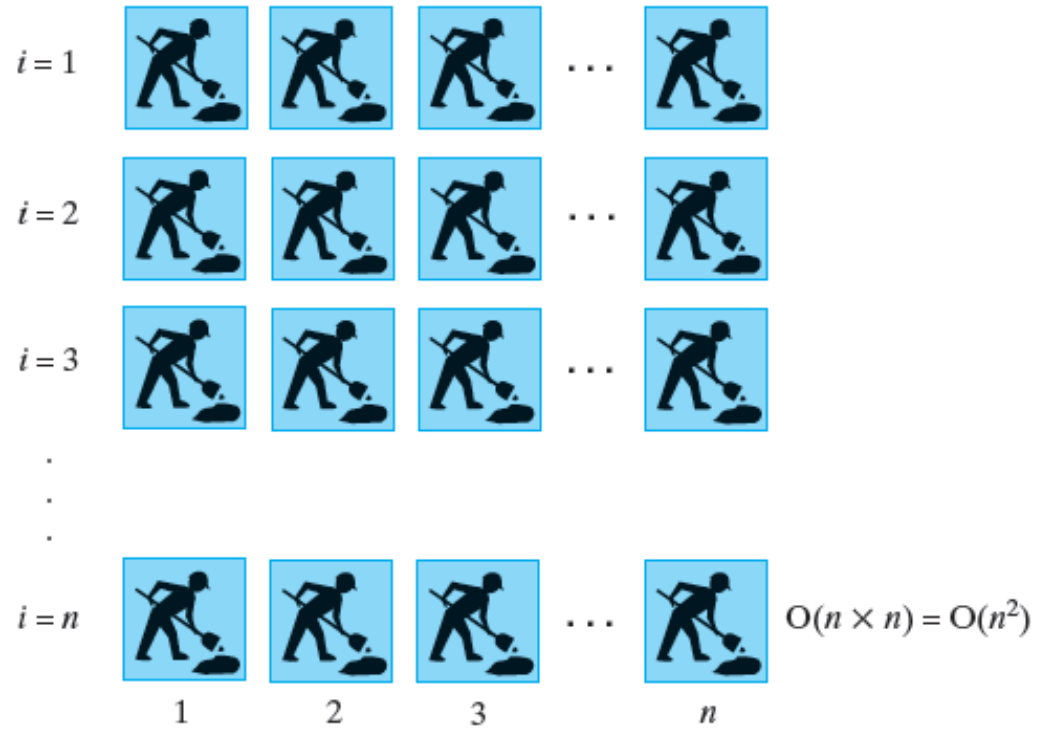 i = 1 ...
i = 2 ...
i = 3 ...
.
.
.
i = n ... O(n × n) = O(n²)
1 2 3 n